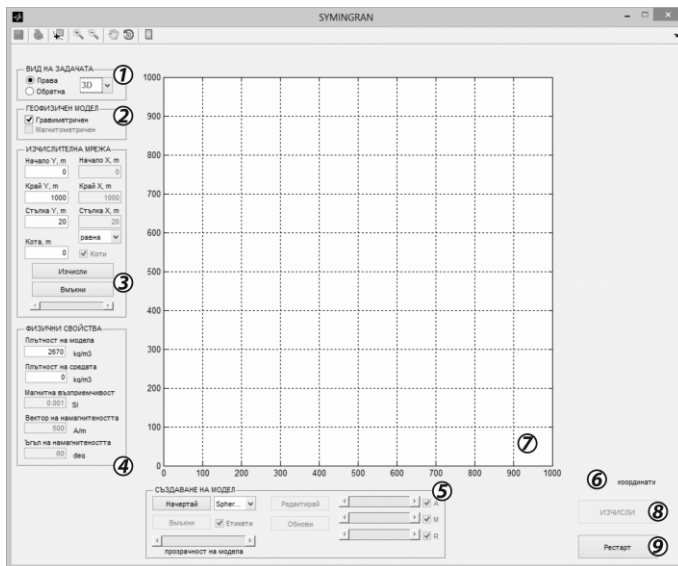 SYMINGRAN
ВИД НА ЗАДАЧАТА
Права
Обратна
3D
1
ГЕОФИЗИЧЕН МОДЕЛ
Гравиметричен
Магнитометричен
2
ИЗЧИСЛИТЕЛНА МРЕЖА
Начало Y, m Начало X, m
0 0
Край Y, m Край X, m
1000 1000
Стъпка Y, m Стъпка X, m
20 20
равна
Кота, m
0 Коти
Изчисли
3
Вмъкни
ФИЗИЧНИ СВОЙСТВА
Плътност на модела
2670 kq/m3
Плътност на средата
0 kq/m3
Магнитна възприемчивост
0.001 SI
Вектор на намагнитеността
500 A/m
Ъгъл на намагнитеността
60 deq
4
1000
900
800
700
600
500
400
300
200
100
0
0 100 200 300 400 500 600 700 800 900 1000
7
СЪЗДАВАНЕ НА МОДЕЛ
5
Начертай Spher... Редактирай A
Вмъкни Етикети Обнови M
R
прозрачност на модела
6 координати
ИЗЧИСЛИ 8
Рестарт 9